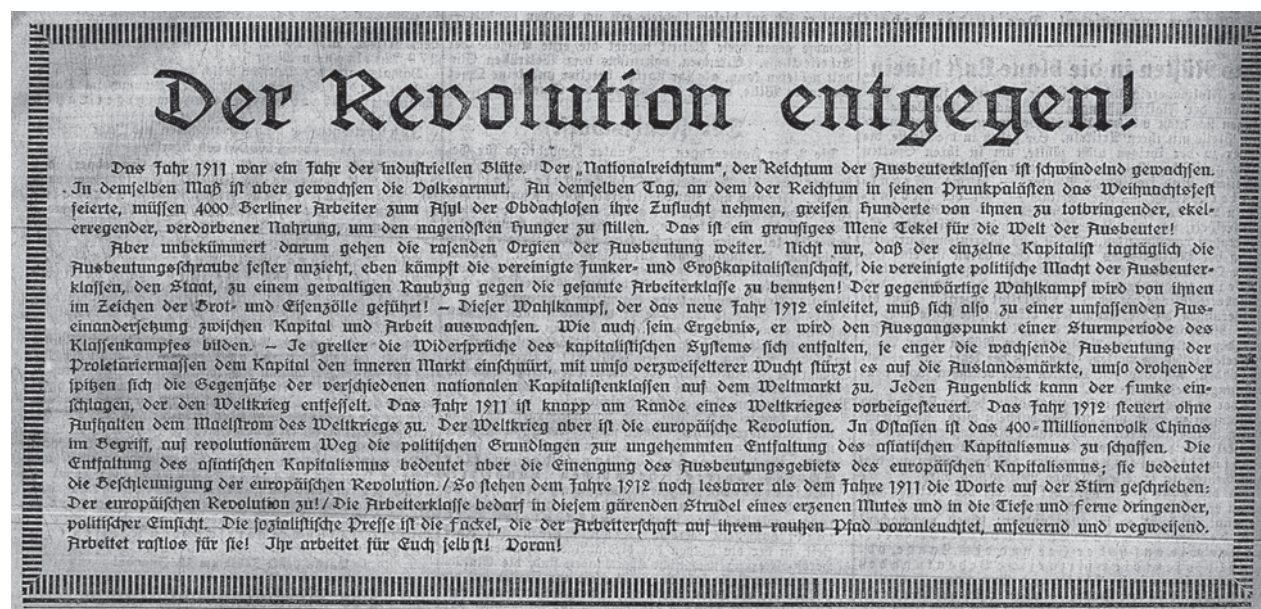 Der Revolution entgegen!
Das Jahr 1911 war ein Jahr der industriellen Blüte. Der „Nationalreichtum“, der Reichtum der Ausbeuterklassen ist schwindelnd gewachsen.
In demselben Maß ist aber gewachsen die Volksarmut. An demselben Tag, an dem der Reichtum in seinen Prunkpalästen das Weihnachtsfest
feierte, müssen 4000 Berliner Arbeiter zum Asyl der Obdachlosen ihre Zuflucht nehmen, greifen Hunderte von ihnen zu totbringender, ekel-
erregender, verdorbener Nahrung, um den nagendsten Hunger zu stillen. Das ist ein grausiges Mene Tekel für die Welt der Ausbeuter!
Aber unbekümmert darum gehen die rasenden Orgien der Ausbeutung weiter. Nicht nur, daß der einzelne Kapitalist tagtäglich die
Ausbeutungsschraube fester anzieht, eben kämpft die vereinigte Junker- und Großkapitalistenschaft, die vereinigte politische Macht der Ausbeuter-
klassen, den Staat, zu einem gewaltigen Raubzug gegen die gesamte Arbeiterklasse zu benutzen! Der gegenwärtige Wahlkampf wird von ihnen
im Zeichen der Brot- und Eisenzölle geführt! – Dieser Wahlkampf, der das neue Jahr 1912 einleitet, muß sich also zu einer umfassenden Aus-
einandersetzung zwischen Kapital und Arbeit auswachsen. Wie auch sein Ergebnis, er wird den Ausgangspunkt einer Sturmperiode des
Klassenkampfes bilden. – Je greller die Widersprüche des kapitalistischen Systems sich entfalten, je enger die wachsende Ausbeutung der
Proletariermassen dem Kapital den inneren Markt einschnürt, mit umso verzweifelterer Wucht stürzt es auf die Auslandsmärkte, umso drohender
spitzen sich die Gegensätze der verschiedenen nationalen Kapitalistenklassen auf dem Weltmarkt zu. Jeden Augenblick kann der Funke ein-
schlagen, der den Weltkrieg entfesselt. Das Jahr 1911 ist knapp am Rande eines Weltkrieges vorbeigesteuert. Das Jahr 1912 steuert ohne
Aufhalten dem Maelstrom des Weltkriegs zu. Der Weltkrieg aber ist die europäische Revolution. In Ostasien ist das 400-Millionenvolk Chinas
im Begriff, auf revolutionärem Weg die politischen Grundlagen zur ungehemmten Entfaltung des asiatischen Kapitalismus zu schaffen. Die
Entfaltung des asiatischen Kapitalismus bedeutet aber die Einengung des Ausbeutungsgebiets des europäischen Kapitalismus; sie bedeutet
die Beschleunigung der europäischen Revolution. / So stehen dem Jahre 1912 noch lesbarer als dem Jahre 1911 die Worte auf der Stirn geschrieben:
Der europäischen Revolution zu! / Die Arbeiterklasse bedarf in diesem gärenden Strudel eines erzenen Mutes und in die Tiefe und Ferne dringender,
politischer Einsicht. Die sozialistische Presse ist die Fackel, die der Arbeiterschaft auf ihrem rauhen Pfad voranleuchtet, anfeuernd und wegweisend.
Arbeitet rastlos für sie! Ihr arbeitet für Euch selbst! Voran!